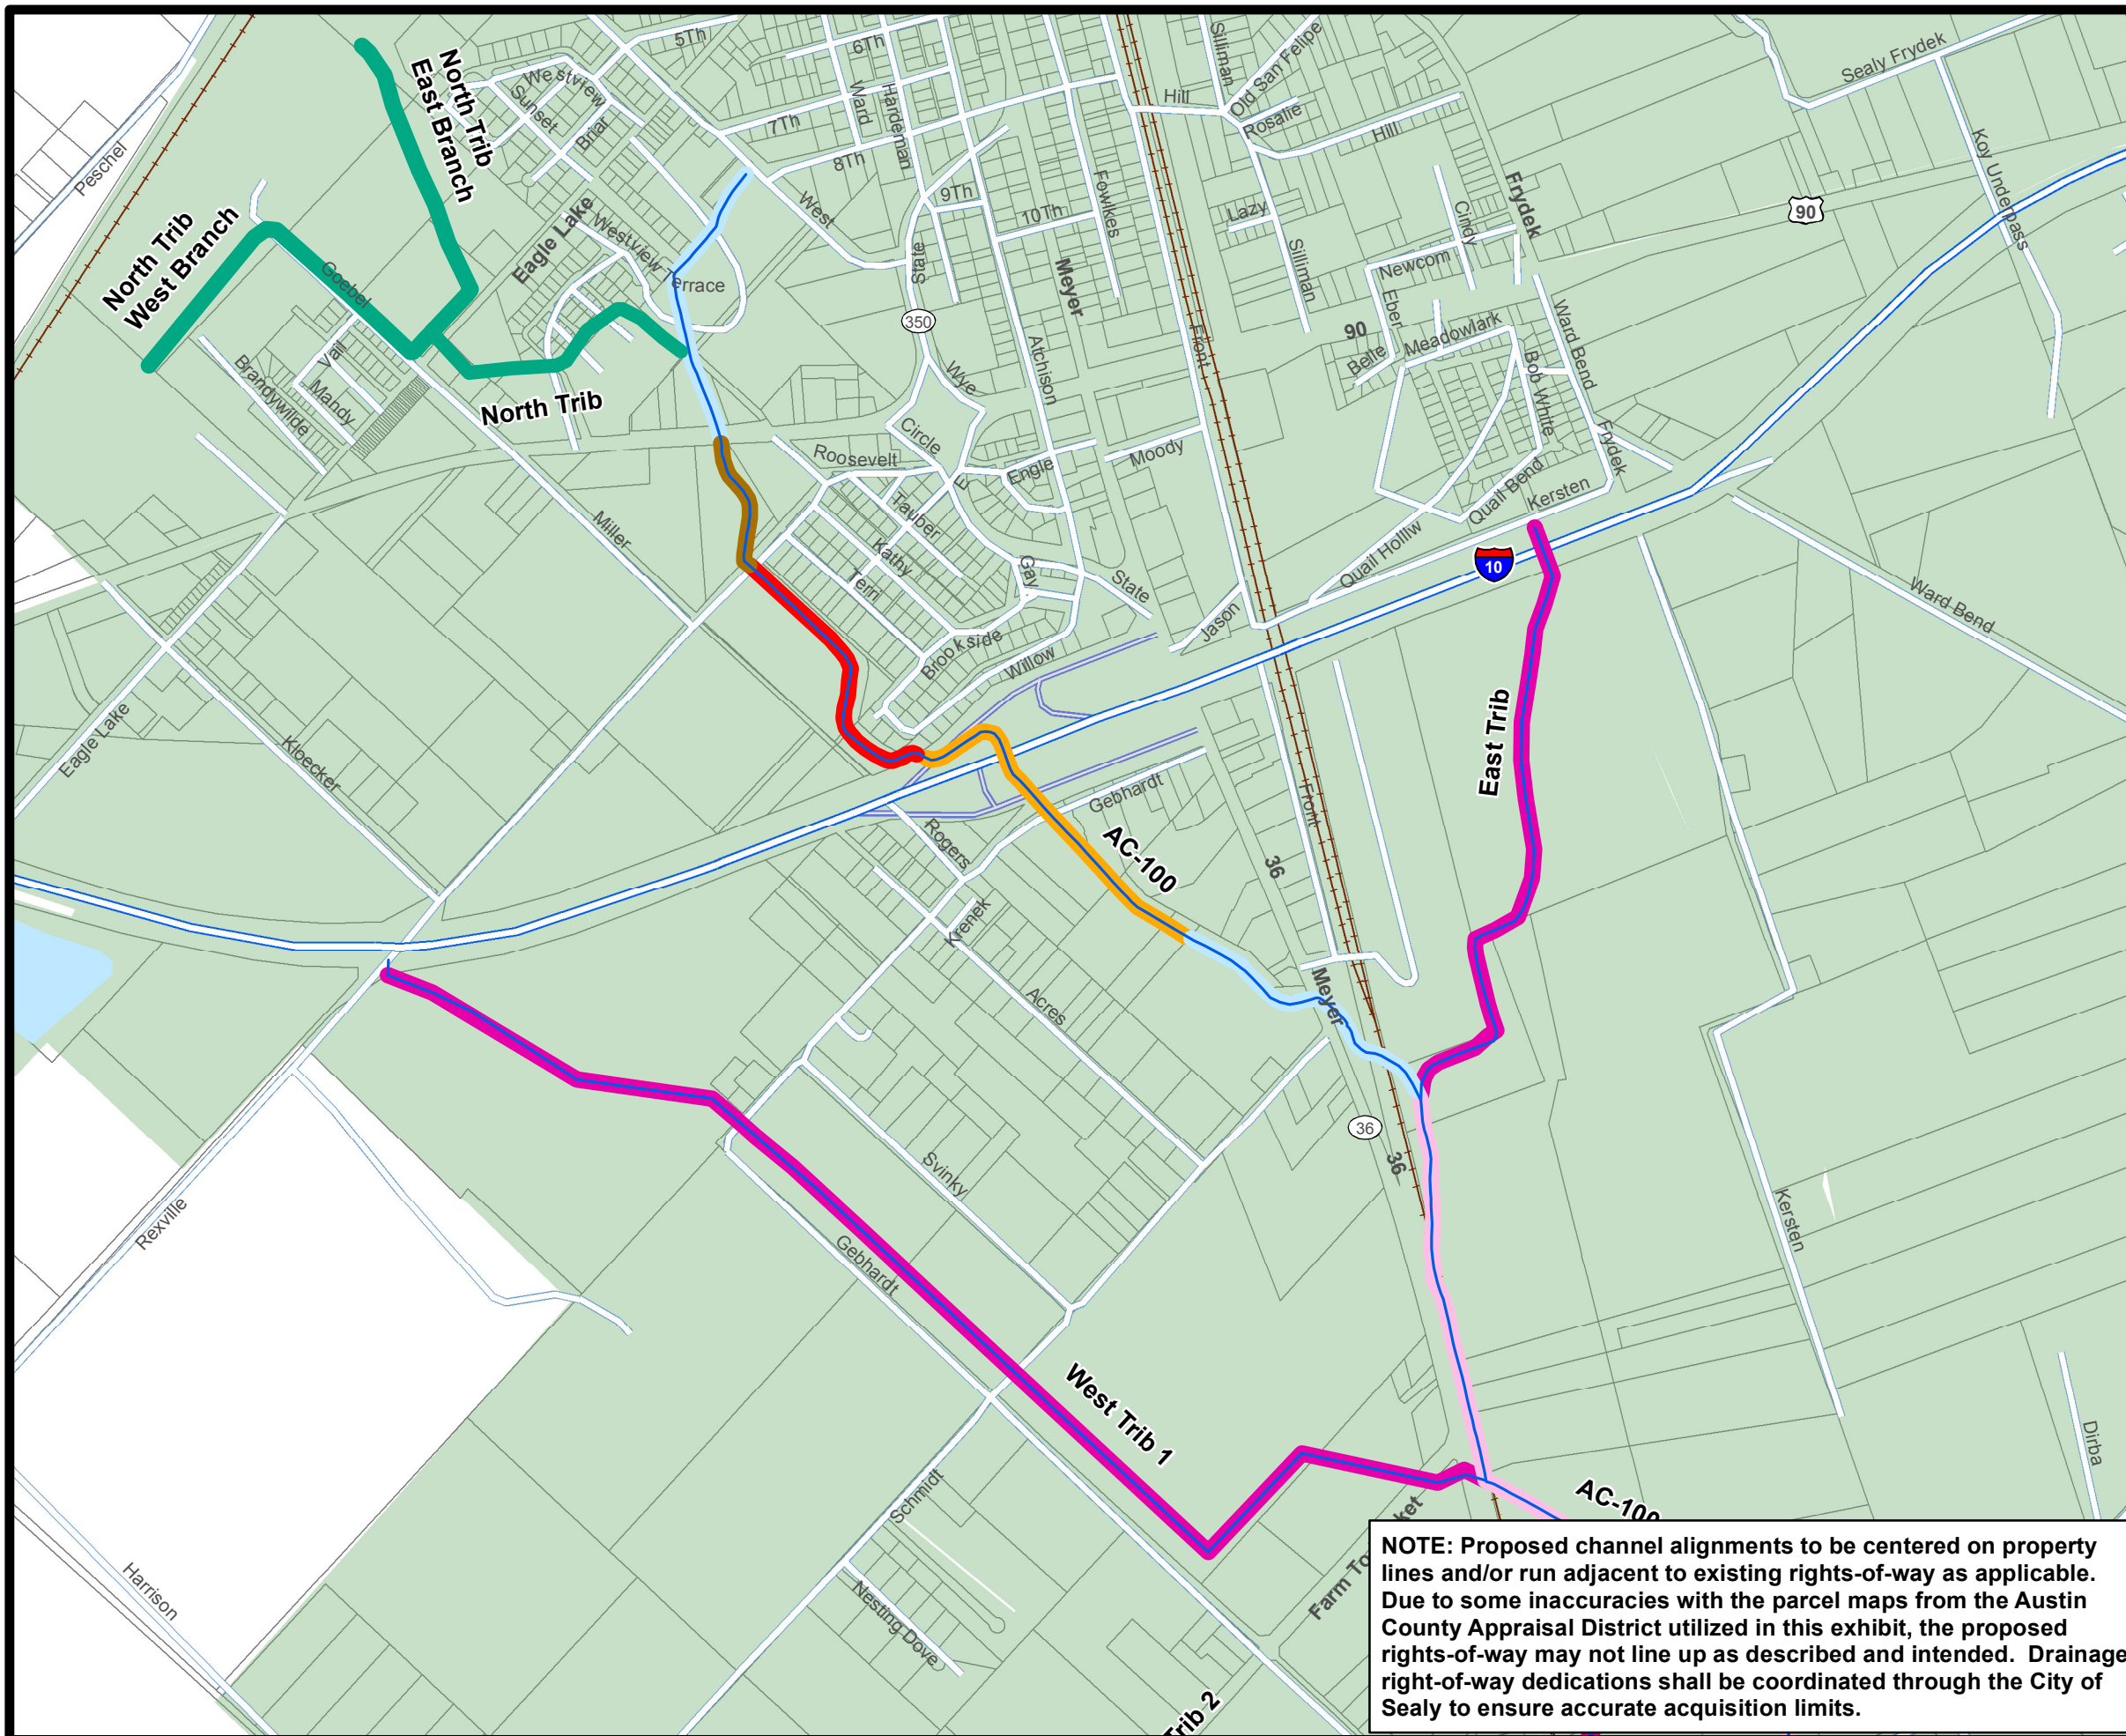 5Th
6Th
Silliman
Old San Felipe
Sealy Frydek
North Trib
East Branch
Westview
Sunset
Briar
7Th
Ward
Hardeman
Hill
Rosalie
Hill
Koy Underpass
Peschel
8Th
9Th
10Th
Fowlkes
West
Lazy
Silliman
Cindy
Frydek
90
North Trib
West Branch
Eagle Lake
Westview Terrace
State
Meyer
Newcom
Eber
Goebel
350
Front
90
Belle
Meadowlark
Ward Bend
Bob White
Vail
Mandy
Brandywilde
North Trib
Wye
Atchison
Circle
Roosevelt
E
Engle
Moody
Frydek
Quail Bend
Kersten
Miller
Tauber
Kathy
Terri
Gay
State
Quail Holllw
10
Jason
Ward Bend
Brookside
Willow
Eagle Lake
Kloecker
East Trib
Gebhardt
Front
Rogers
AC-100
36
Krenek
Acres
Meyer
36
36
Svinky
Rexville
Gebhardt
Kersten
West Trib 1
Dirba
Schmidt
AC-100
Harrison
Nesting Dove
Farm To
ket
Trib 2
NOTE: Proposed channel alignments to be centered on property
lines and/or run adjacent to existing rights-of-way as applicable.
Due to some inaccuracies with the parcel maps from the Austin
County Appraisal District utilized in this exhibit, the proposed
rights-of-way may not line up as described and intended. Drainage
right-of-way dedications shall be coordinated through the City of
Sealy to ensure accurate acquisition limits.